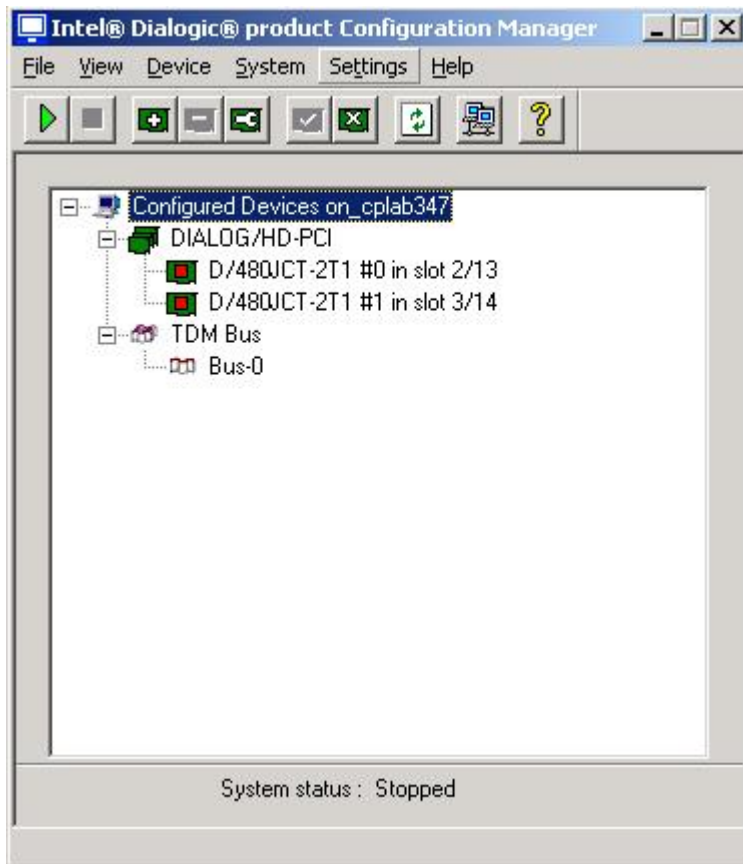 Intel® Dialogic® product Configuration Manager
File View Device System Settings Help
Configured Devices on_cplab347
DIALOG/HD-PCI
D/480JCT-2T1 #0 in slot 2/13
D/480JCT-2T1 #1 in slot 3/14
TDM Bus
Bus-0
System status : Stopped